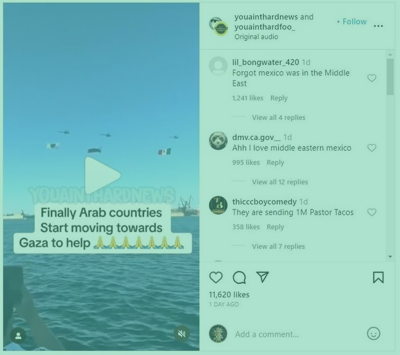 youainthardnews and
youainthardfoo_
Original audio
• Follow
lil_bongwater_420 1d
Forgot mexico was in the Middle
East
1,241 likes Reply
View all 4 replies
dmv.ca.gov__ 1d
Ahh I love middle eastern mexico
995 likes Reply
View all 12 replies
thicccboycomedy 1d
They are sending 1M Pastor Tacos
358 likes Reply
View all 7 replies
YOUAINTHARDNEWS
Finally Arab countries
Start moving towards
Gaza to help 🙏🙏🙏🙏🙏🙏🙏
11,620 likes
1 DAY AGO
Add a comment...